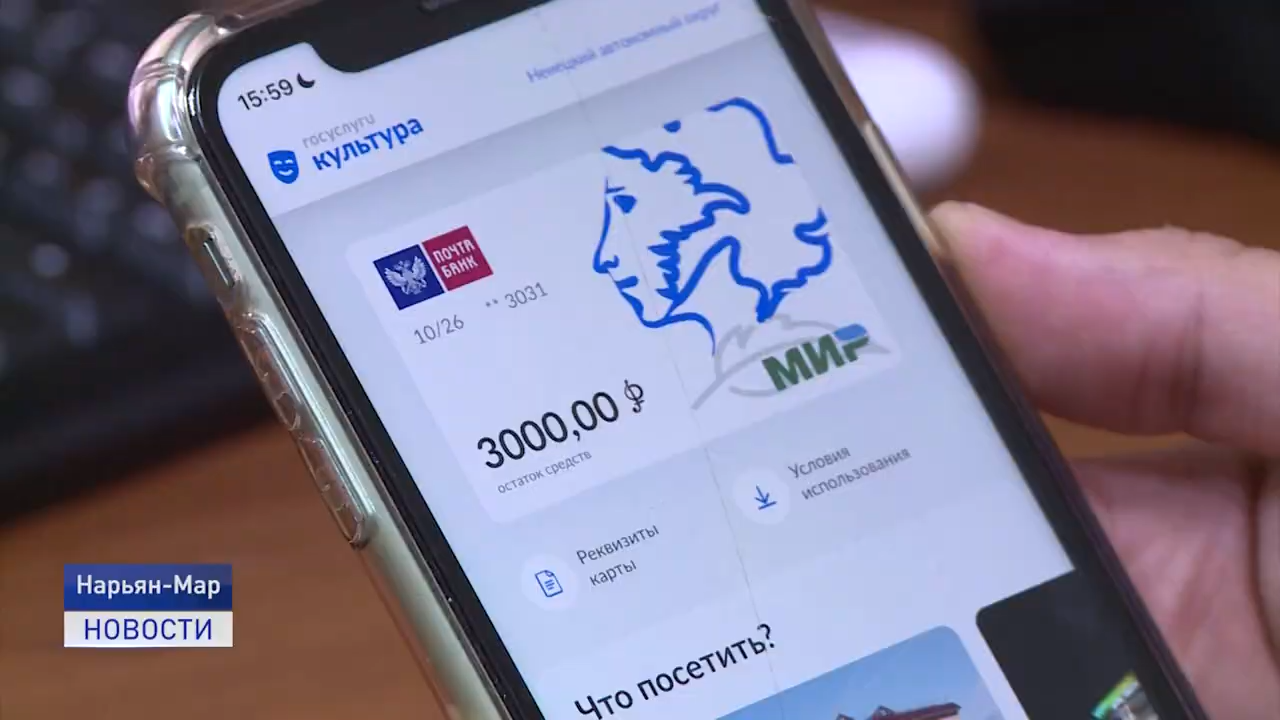 15:59
Ненецкий автономный округ
госуслуги
культура
ПОЧТА
БАНК
10/26 ** 3031
МИР
3000,00 ₽
остаток средств
Условия
использования
Реквизиты
карты
Что посетить?
Нарьян-Мар
НОВОСТИ